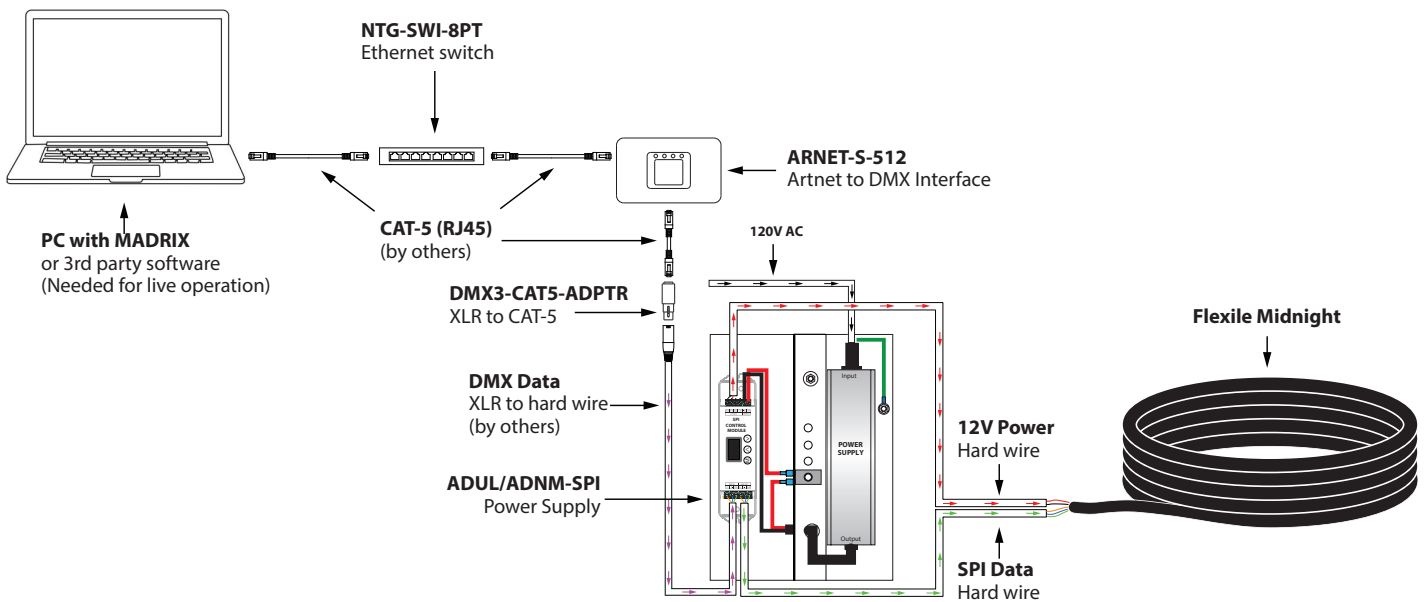 NTG-SWI-8PT
Ethernet switch
ARNET-S-512
Artnet to DMX Interface
PC with MADRIX
or 3rd party software
(Needed for live operation)
CAT-5 (RJ45)
(by others)
120V AC
DMX3-CAT5-ADPTR
XLR to CAT-5
Flexile Midnight
DMX Data
XLR to hard wire
(by others)
Input
SPI
CONTROL
MODULE
POWER
SUPPLY
12V Power
Hard wire
ADUL/ADNM-SPI
Power Supply
Output
SPI Data
Hard wire